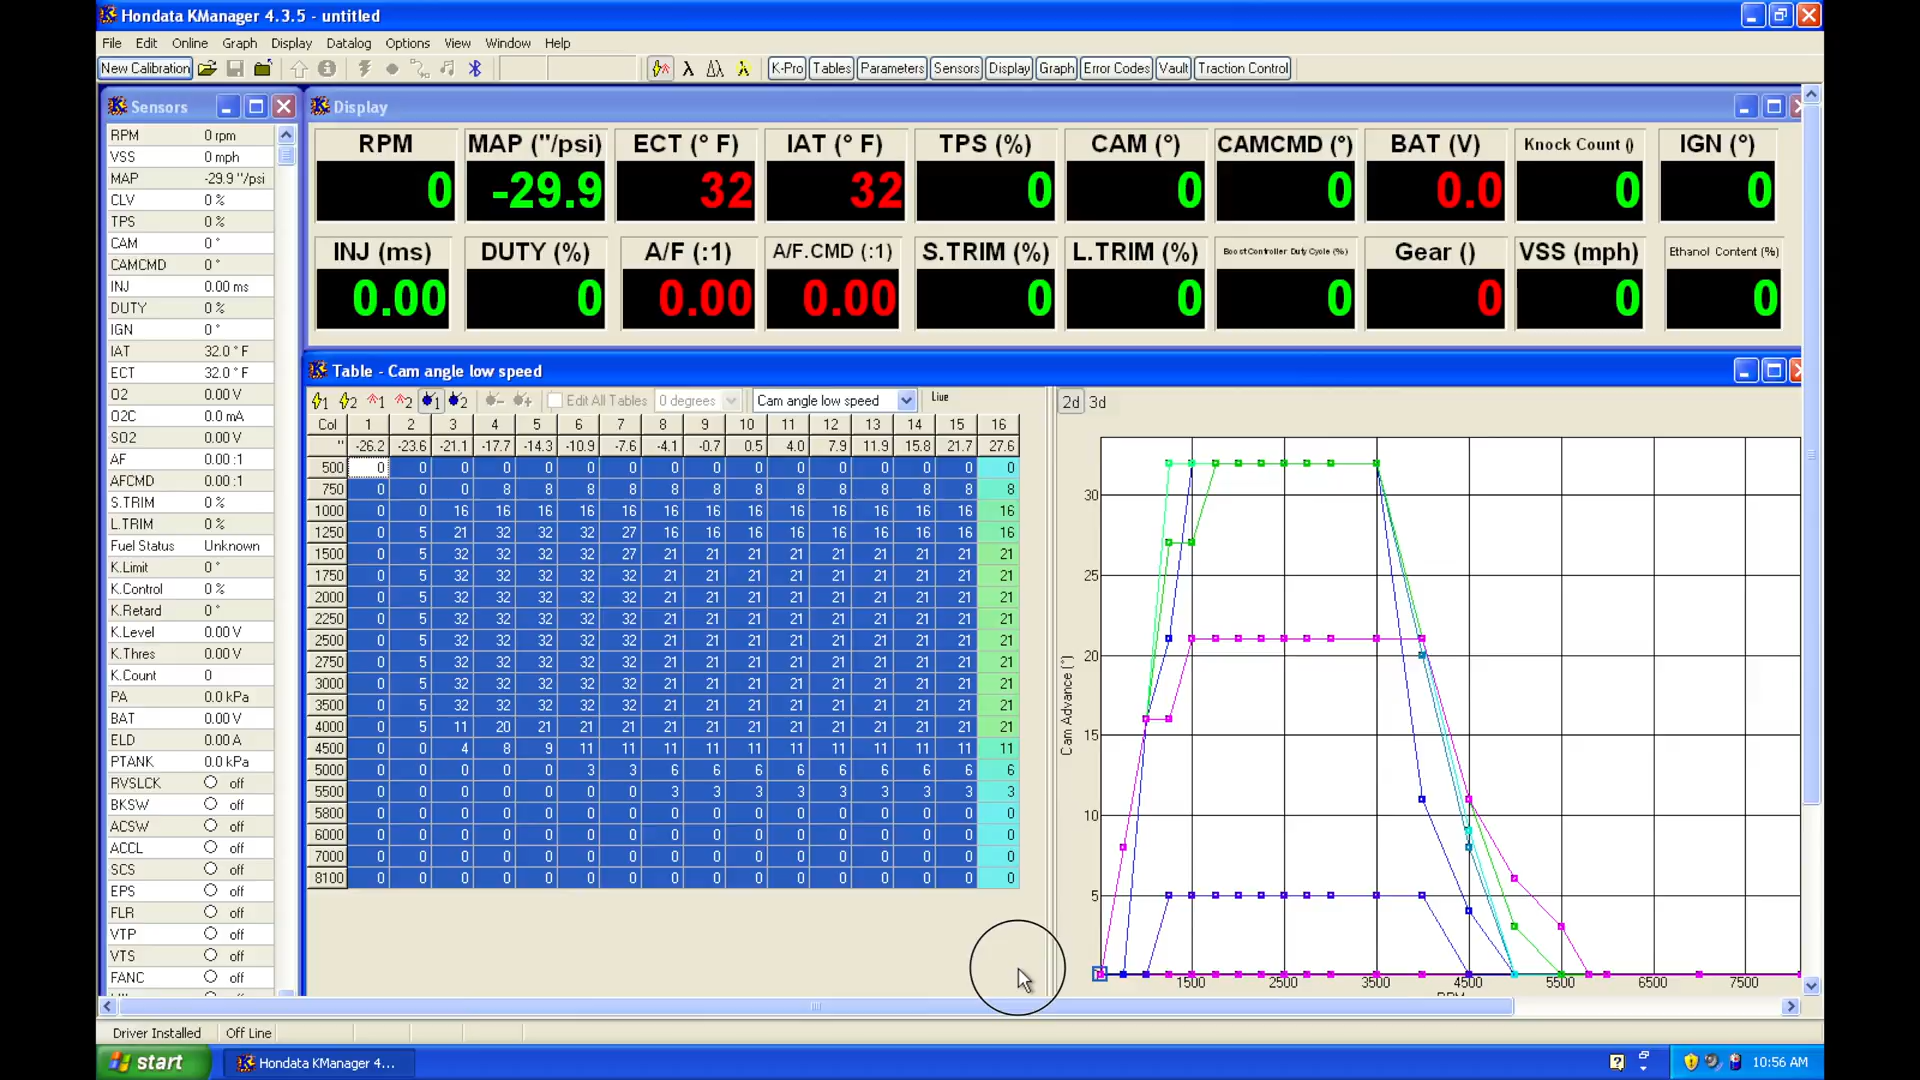 Hondata KManager 4.3.5 - untitled
File Edit Online Graph Display Datalog Options View Window Help
New Calibration K-Pro Tables Parameters Sensors Display Graph Error Codes Vault Traction Control
Sensors
RPM 0 rpm
VSS 0 mph
MAP -29.9 "/psi
CLV 0 %
TPS 0 %
CAM 0 °
CAMCMD 0 °
INJ 0.00 ms
DUTY 0 %
IGN 0 °
IAT 32.0 ° F
ECT 32.0 ° F
O2 0.00 V
O2C 0.0 mA
SO2 0.00 V
AF 0.00 :1
AFCMD 0.00 :1
S.TRIM 0 %
L.TRIM 0 %
Fuel Status Unknown
K.Limit 0 °
K.Control 0 %
K.Retard 0 °
K.Level 0.00 V
K.Thres 0.00 V
K.Count 0
PA 0.0 kPa
BAT 0.00 V
ELD 0.00 A
PTANK 0.0 kPa
RVSLCK off
BKSW off
ACSW off
ACCL off
SCS off
EPS off
FLR off
VTP off
VTS off
FANC off
Display
RPM MAP ("/psi) ECT (° F) IAT (° F) TPS (%) CAM (°) CAMCMD (°) BAT (V) Knock Count () IGN (°)
0 -29.9 32 32 0 0 0 0.0 0 0
INJ (ms) DUTY (%) A/F (:1) A/F.CMD (:1) S.TRIM (%) L.TRIM (%) Boost Controller Duty Cycle (%) Gear () VSS (mph) Ethanol Content (%)
0.00 0 0.00 0.00 0 0 0 0 0 0
Table - Cam angle low speed
1 2 1 2 1 2 Edit All Tables 0 degrees Cam angle low speed Live
Col 1 2 3 4 5 6 7 8 9 10 11 12 13 14 15 16
" -26.2 -23.6 -21.1 -17.7 -14.3 -10.9 -7.6 -4.1 -0.7 0.5 4.0 7.9 11.9 15.8 21.7 27.6
500 0 0 0 0 0 0 0 0 0 0 0 0 0 0 0 0
750 0 0 0 8 8 8 8 8 8 8 8 8 8 8 8 8
1000 0 0 16 16 16 16 16 16 16 16 16 16 16 16 16 16
1250 0 5 21 32 32 32 27 16 16 16 16 16 16 16 16 16
1500 0 5 32 32 32 32 27 21 21 21 21 21 21 21 21 21
1750 0 5 32 32 32 32 32 21 21 21 21 21 21 21 21 21
2000 0 5 32 32 32 32 32 21 21 21 21 21 21 21 21 21
2250 0 5 32 32 32 32 32 21 21 21 21 21 21 21 21 21
2500 0 5 32 32 32 32 32 21 21 21 21 21 21 21 21 21
2750 0 5 32 32 32 32 32 21 21 21 21 21 21 21 21 21
3000 0 5 32 32 32 32 32 21 21 21 21 21 21 21 21 21
3500 0 5 32 32 32 32 32 21 21 21 21 21 21 21 21 21
4000 0 5 11 20 21 21 21 21 21 21 21 21 21 21 21 21
4500 0 0 4 8 9 11 11 11 11 11 11 11 11 11 11 11
5000 0 0 0 0 0 3 3 6 6 6 6 6 6 6 6 6
5500 0 0 0 0 0 0 0 3 3 3 3 3 3 3 3 3
5800 0 0 0 0 0 0 0 0 0 0 0 0 0 0 0 0
6000 0 0 0 0 0 0 0 0 0 0 0 0 0 0 0 0
7000 0 0 0 0 0 0 0 0 0 0 0 0 0 0 0 0
8100 0 0 0 0 0 0 0 0 0 0 0 0 0 0 0 0
2d 3d
30
25
20
15
10
5
Cam Advance (°)
1500 2500 3500 4500 5500 6500 7500
RPM
Driver Installed Off Line
start Hondata KManager 4... 10:56 AM